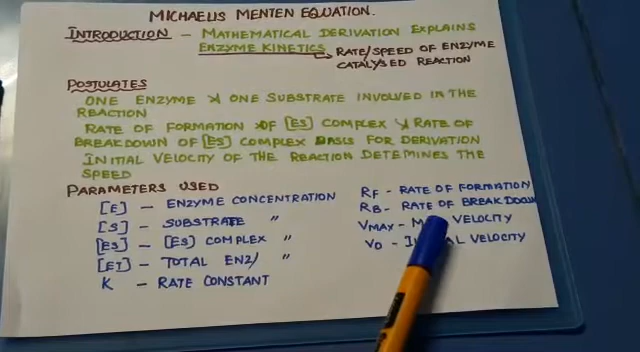 MICHAELIS MENTEN EQUATION.
INTRODUCTION - MATHEMATICAL DERIVATION EXPLAINS
ENZYME KINETICS → RATE/SPEED OF ENZYME
CATALYSED REACTION
POSTULATES
ONE ENZYME & ONE SUBSTRATE INVOLVED IN THE
REACTION
RATE OF FORMATION OF [ES] COMPLEX & RATE OF
BREAKDOWN OF [ES] COMPLEX BASIS FOR DERIVATION
INITIAL VELOCITY OF THE REACTION DETEMINES THE
SPEED
PARAMETERS USED
[E] - ENZYME CONCENTRATION
[S] - SUBSTRATE "
[ES] - [ES] COMPLEX "
[ET] - TOTAL ENZ/ "
K - RATE CONSTANT
RF - RATE OF FORMATION
RB - RATE OF BREAKDOWN
VMAX - VELOCITY
VO - VELOCITY